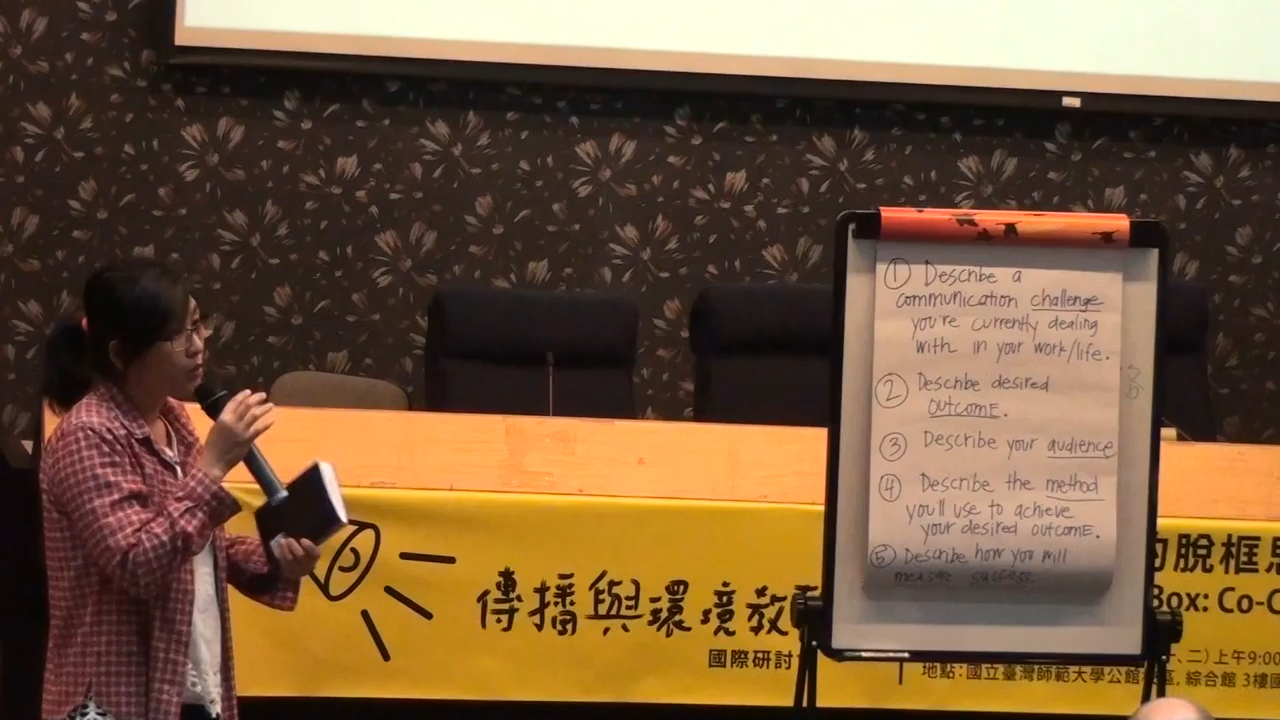 ① Describe a
communication challenge
you're currently dealing
with in your work/life.
② Describe desired
outcomE.
③ Describe your audience
④ Describe the method
you'll use to achieve
your desired outcomE.
⑤ Describe how you will
measure success
傳播與環境教
的脫框思
Box: Co-C
國際研討
、二) 上午9:00
地點: 國立臺灣師範大學公館校區, 綜合館 3樓國